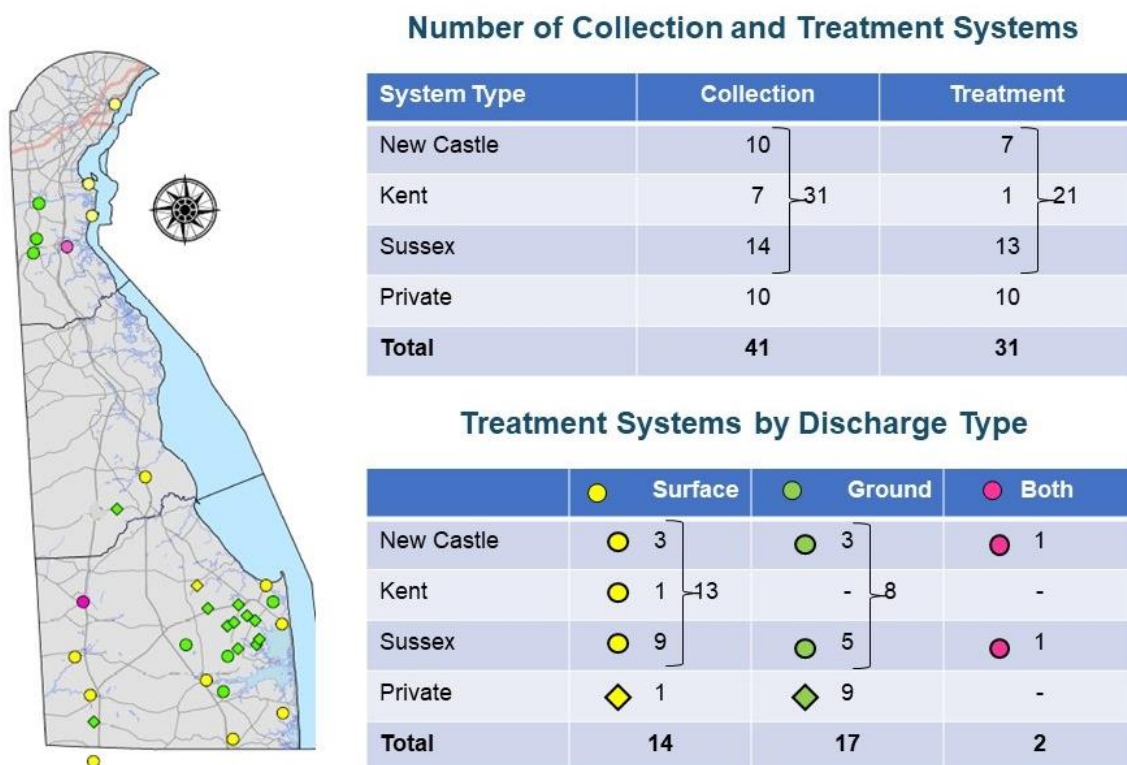 Number of Collection and Treatment Systems
System Type Collection Treatment
New Castle 10 7
Kent 7 31 1 21
Sussex 14 13
Private 10 10
Total 41 31
Treatment Systems by Discharge Type
Surface Ground Both
New Castle 3 3 1
Kent 1 13 - 8 -
Sussex 9 5 1
Private 1 9 -
Total 14 17 2